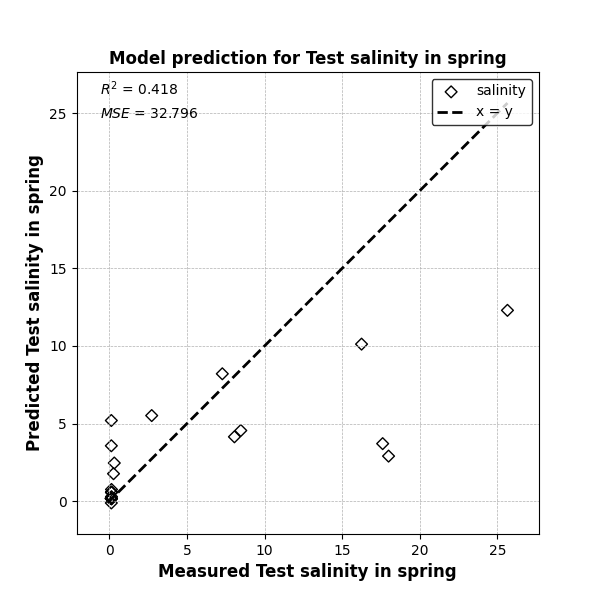 Model prediction for Test salinity in spring
R² = 0.418
MSE = 32.796
salinity
x = y
25
20
15
10
5
0
0 5 10 15 20 25
Predicted Test salinity in spring
Measured Test salinity in spring